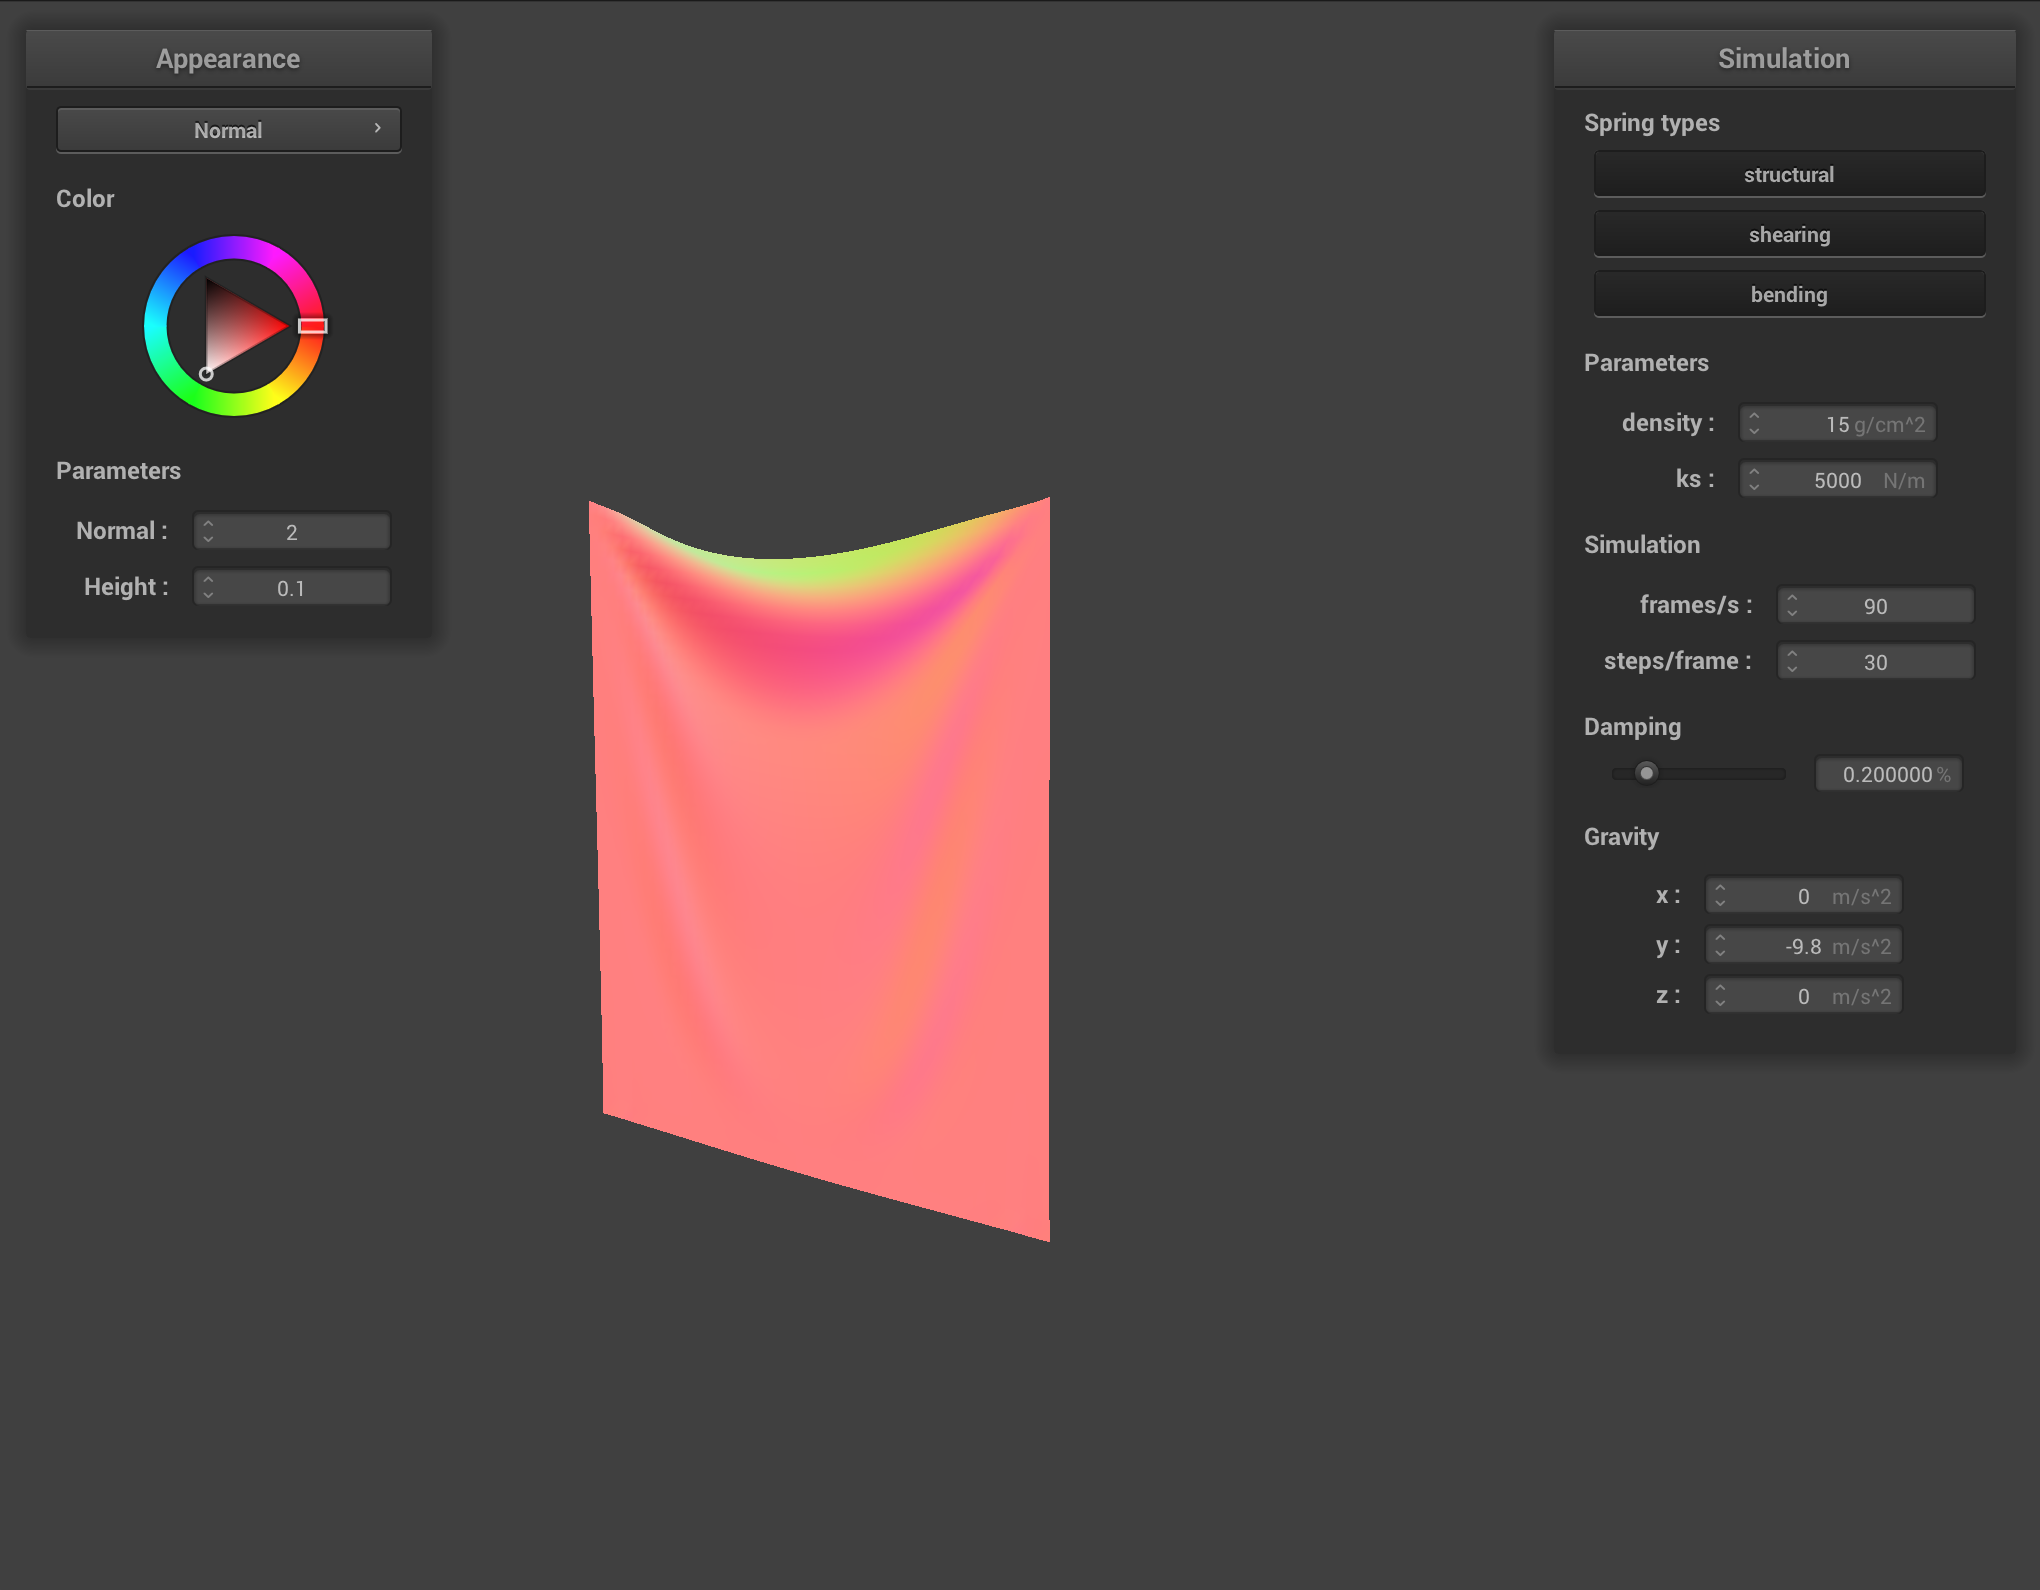 Appearance
Normal
Color
Parameters
Normal : 2
Height : 0.1
Simulation
Spring types
structural
shearing
bending
Parameters
density : 15 g/cm^2
ks : 5000 N/m
Simulation
frames/s : 90
steps/frame : 30
Damping
0.200000 %
Gravity
x : 0 m/s^2
y : -9.8 m/s^2
z : 0 m/s^2